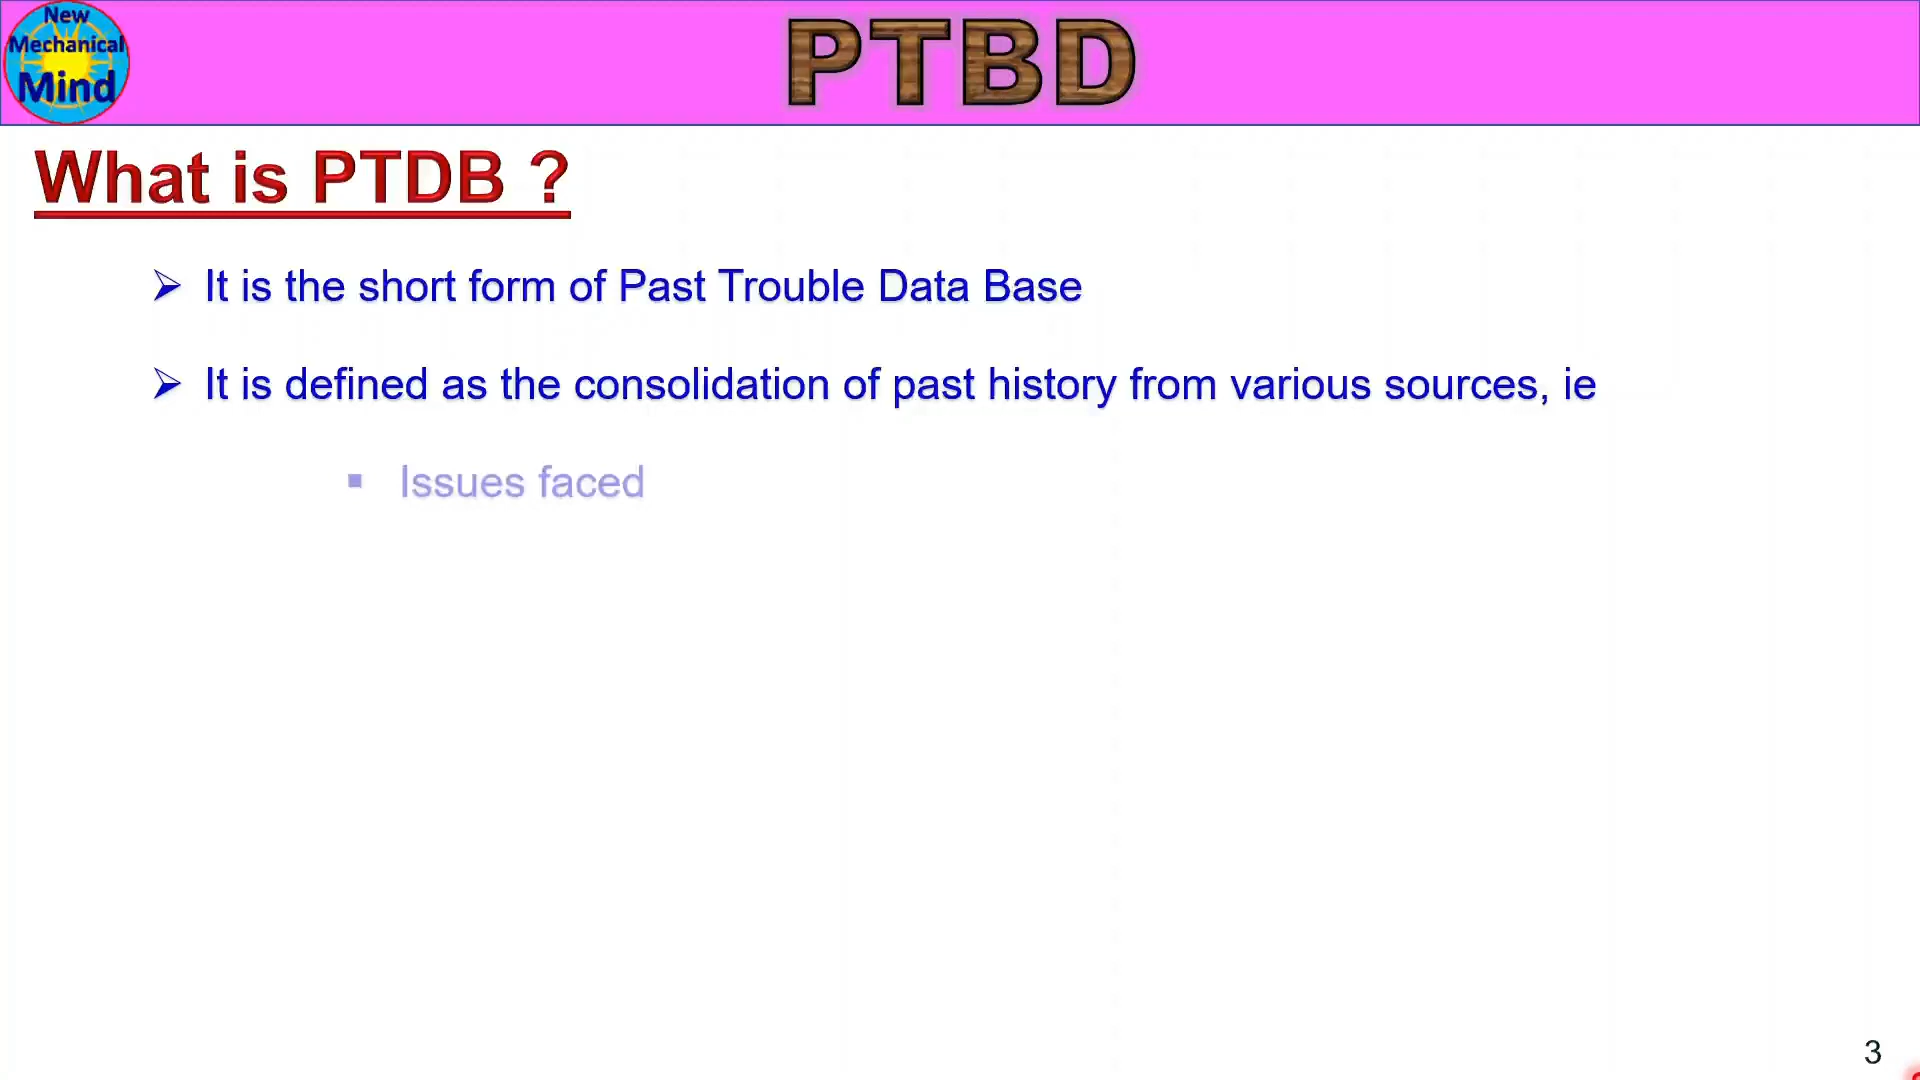 New
Mechanical
Mind
PTBD
What is PTDB ?
➢ It is the short form of Past Trouble Data Base
➢ It is defined as the consolidation of past history from various sources, ie
▪ Issues faced
3